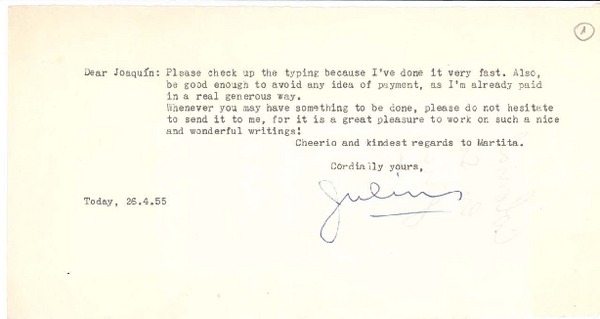 1
Dear Joaquín: Please check up the typing because I've done it very fast. Also,
be good enough to avoid any idea of payment, as I'm already paid
in a real generous way.
Whenever you may have something to be done, please do not hesitate
to send it to me, for it is a great pleasure to work on such a nice
and wonderful writings!
Cheerio and kindest regards to Martita.
Cordially yours,
Julius
Today, 26.4.55